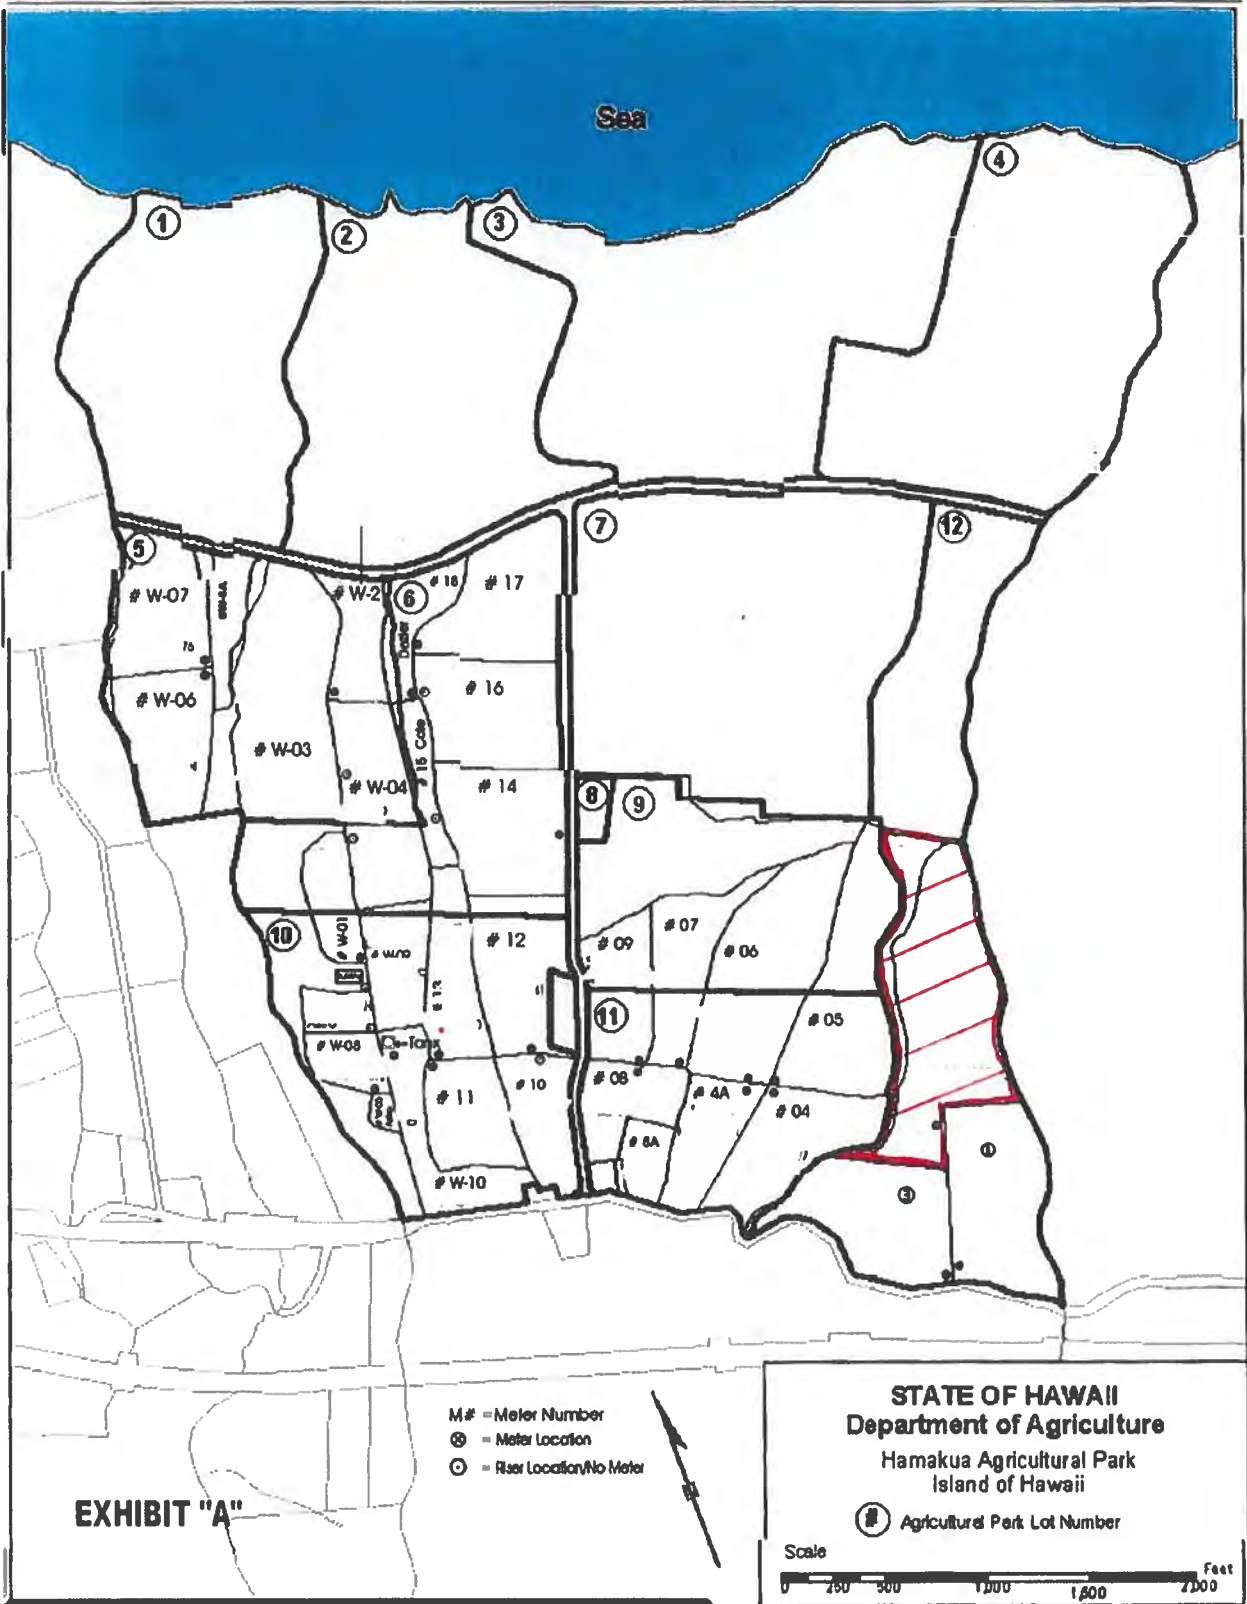 Sea
1
2
3
4
5
6
7
12
# W-07
# W-2
# 18
# 17
# W-06
# 16
# W-03
# W-04
# 15 Cole
# 14
8
9
10
# W-01
# 12
# 09
# 07
# 06
# 13
11
# 05
# W-08
Tank
# 11
# 10
# 08
# 4A
# 04
# 8A
# W-10
M# = Meter Number
= Meter Location
= Riser Location/No Meter
EXHIBIT "A"
STATE OF HAWAII
Department of Agriculture
Hamakua Agricultural Park
Island of Hawaii
# Agricultural Park Lot Number
Scale
Feet
0 250 500 1,000 1,500 2,000